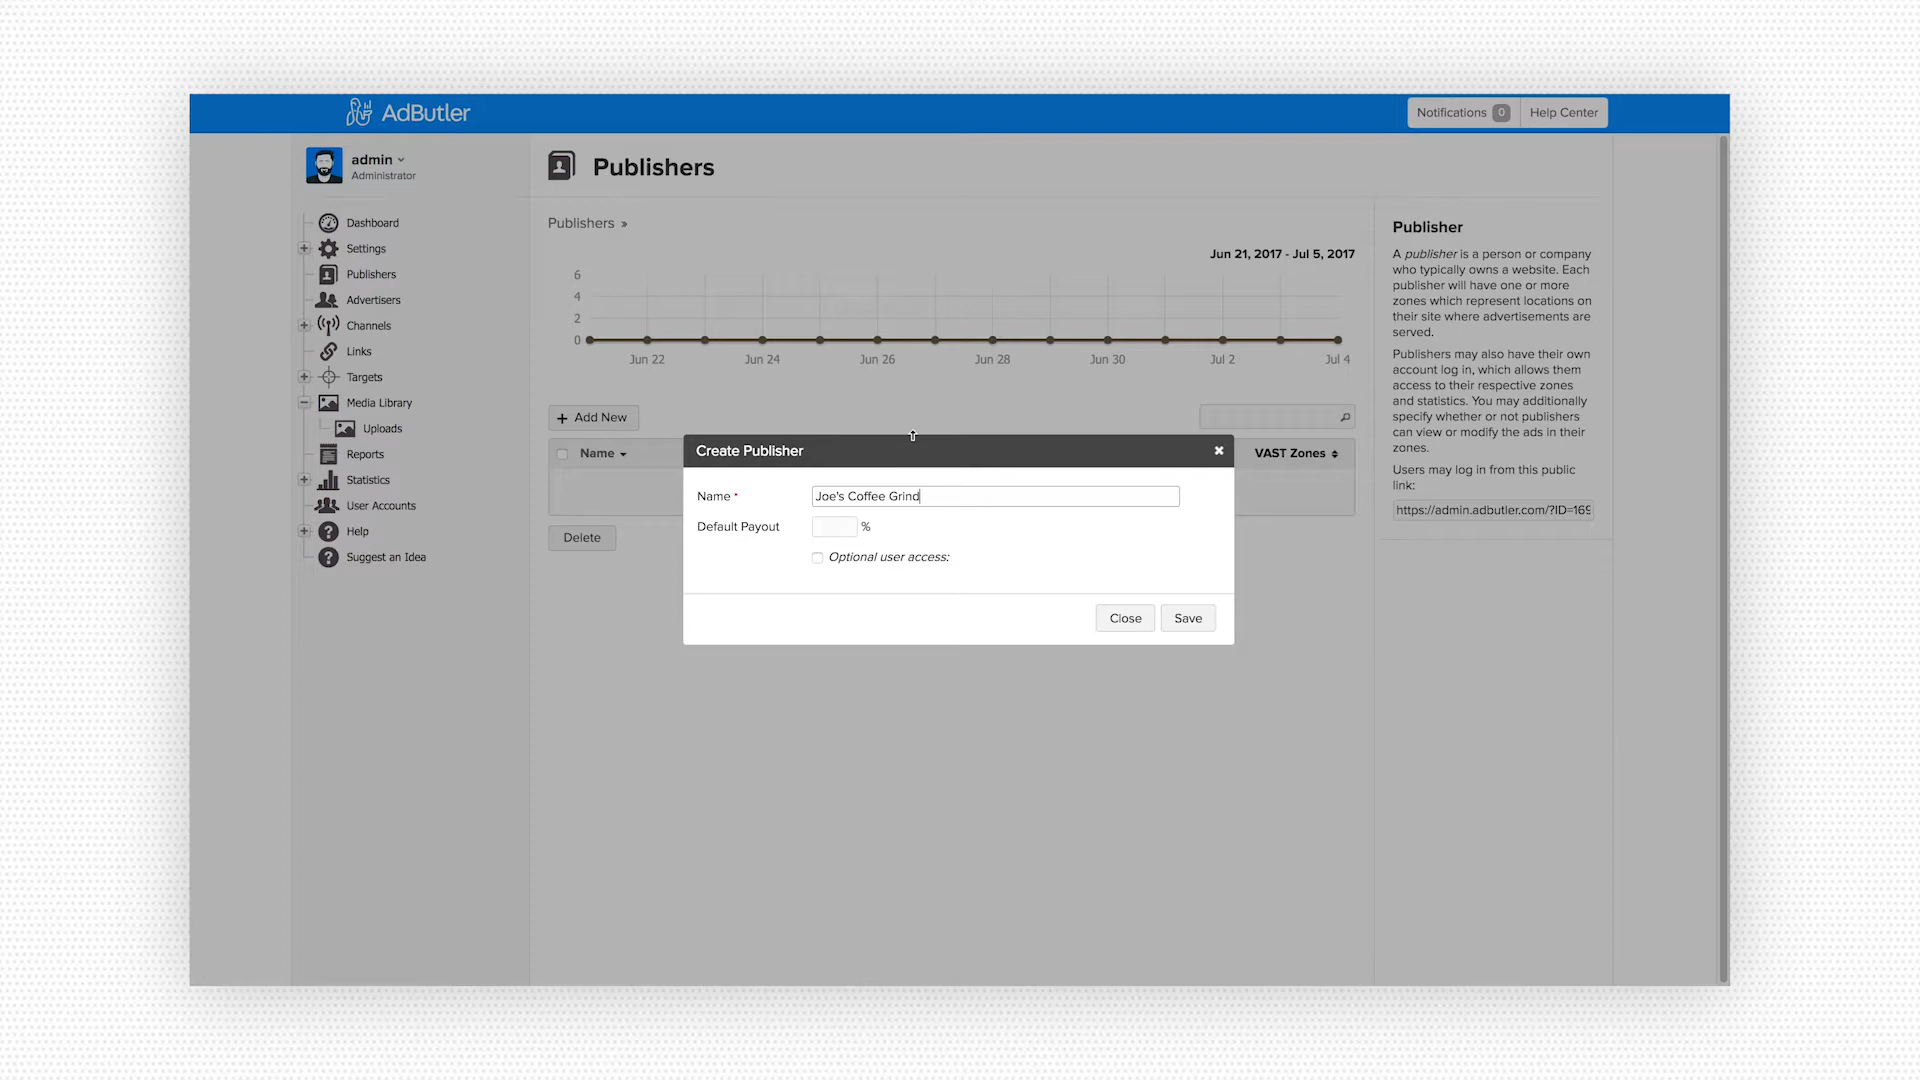 AdButler
Notifications 0 Help Center
admin
Administrator
Dashboard
Settings
Publishers
Advertisers
Channels
Links
Targets
Media Library
Uploads
Reports
Statistics
User Accounts
Help
Suggest an Idea
Publishers
Publishers »
Jun 21, 2017 - Jul 5, 2017
6
4
2
0
Jun 22 Jun 24 Jun 26 Jun 28 Jun 30 Jul 2 Jul 4
+ Add New
Name VAST Zones
Delete
Create Publisher
Name *
Joe's Coffee Grind
Default Payout %
Optional user access:
Close Save
Publisher
A publisher is a person or company
who typically owns a website. Each
publisher will have one or more
zones which represent locations on
their site where advertisements are
served.
Publishers may also have their own
account log in, which allows them
access to their respective zones
and statistics. You may additionally
specify whether or not publishers
can view or modify the ads in their
zones.
Users may log in from this public
link:
https://admin.adbutler.com/?ID=169